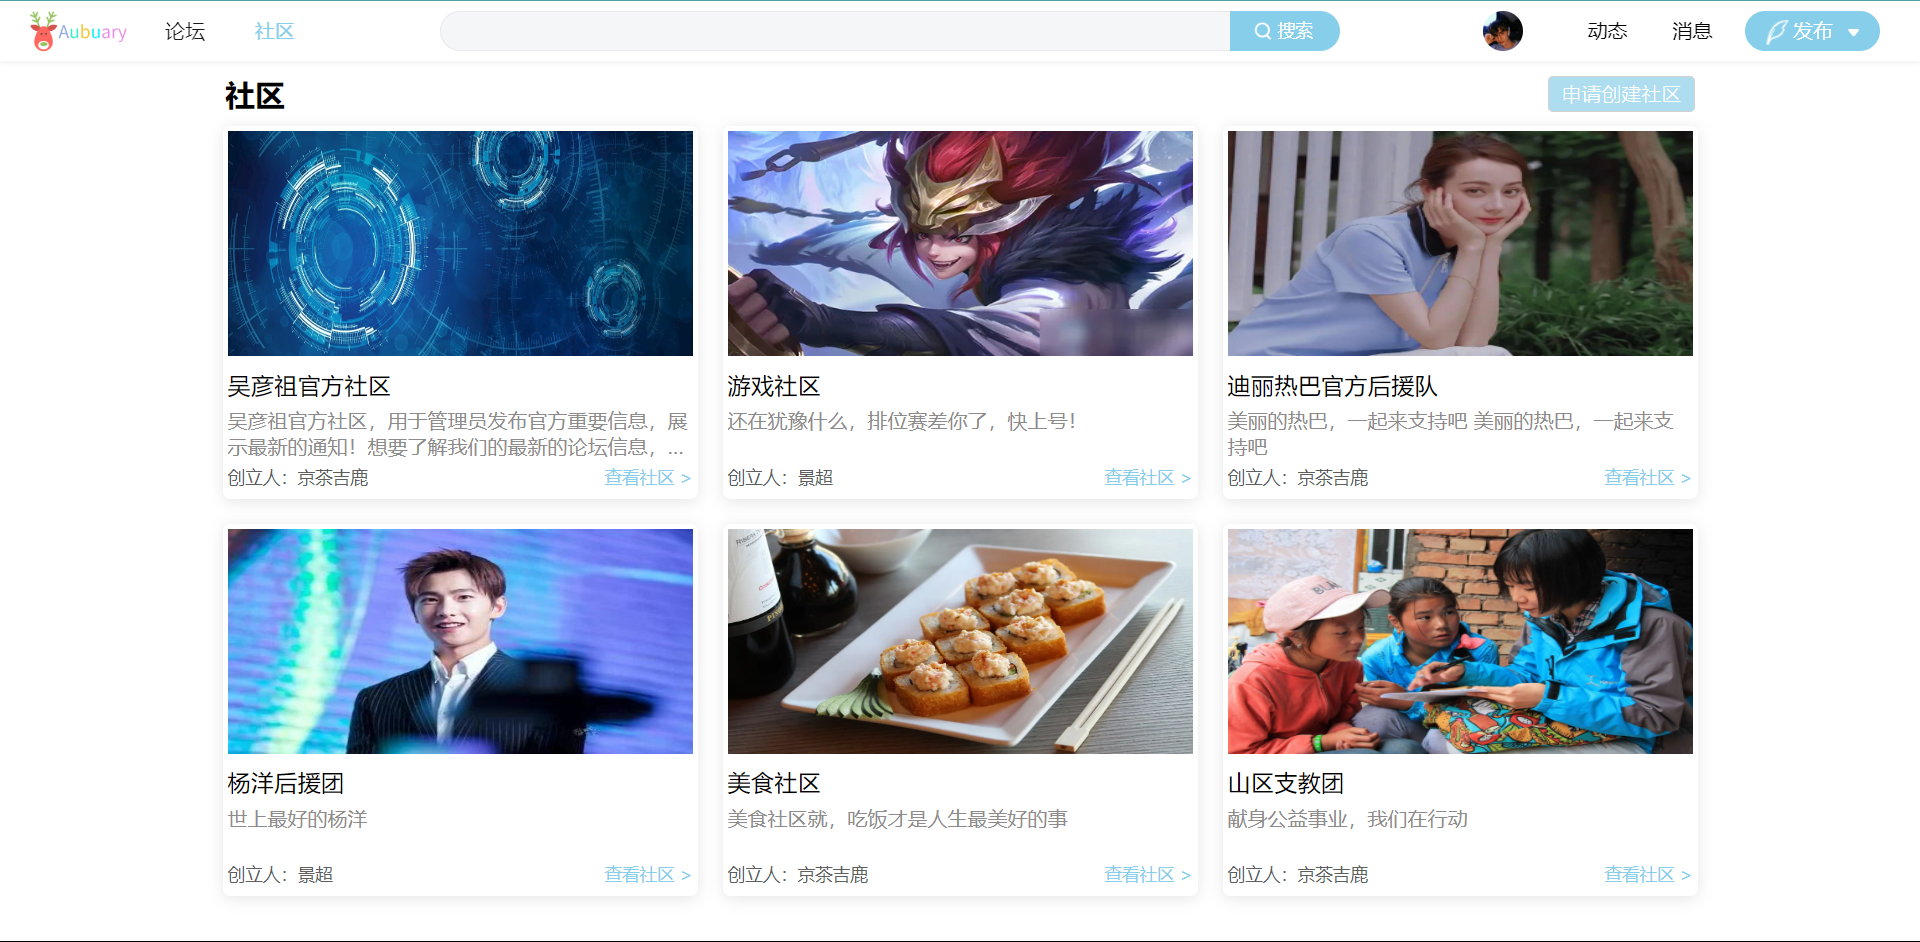 Aubuary 论坛 社区 搜索 动态 消息 发布
社区 申请创建社区
吴彦祖官方社区
吴彦祖官方社区，用于管理员发布官方重要信息，展
示最新的通知！想要了解我们的最新的论坛信息，...
创立人：京茶吉鹿 查看社区 >
游戏社区
还在犹豫什么，排位赛差你了，快上号！
创立人：景超 查看社区 >
迪丽热巴官方后援队
美丽的热巴，一起来支持吧 美丽的热巴，一起来支
持吧
创立人：京茶吉鹿 查看社区 >
杨洋后援团
世上最好的杨洋
创立人：景超 查看社区 >
美食社区
美食社区就，吃饭才是人生最美好的事
创立人：京茶吉鹿 查看社区 >
山区支教团
献身公益事业，我们在行动
创立人：京茶吉鹿 查看社区 >